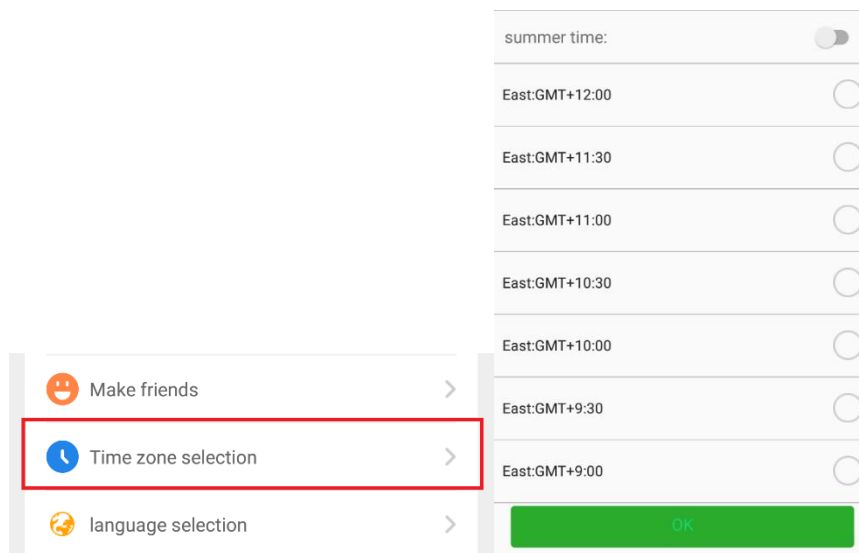 Make friends
Time zone selection
language selection
summer time:
East:GMT+12:00
East:GMT+11:30
East:GMT+11:00
East:GMT+10:30
East:GMT+10:00
East:GMT+9:30
East:GMT+9:00
OK